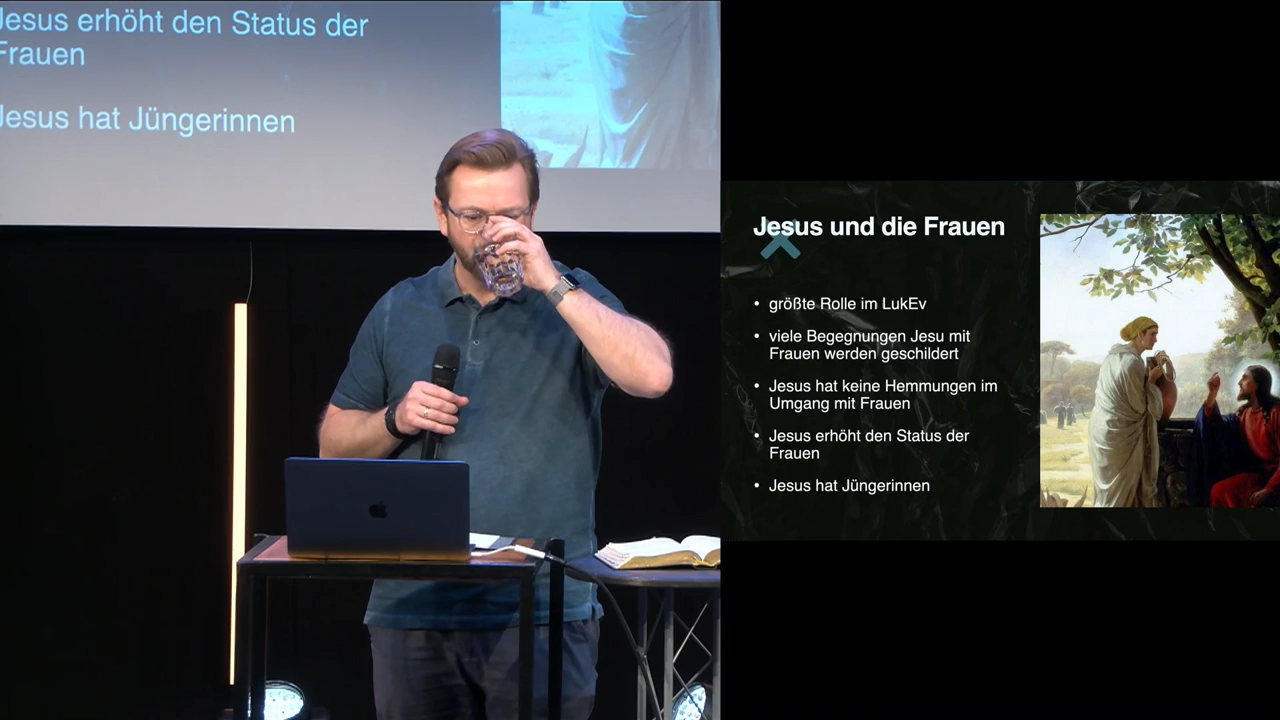 Jesus erhöht den Status der
Frauen
Jesus hat Jüngerinnen
Jesus und die Frauen
• größte Rolle im LukEv
• viele Begegnungen Jesu mit
Frauen werden geschildert
• Jesus hat keine Hemmungen im
Umgang mit Frauen
• Jesus erhöht den Status der
Frauen
• Jesus hat Jüngerinnen